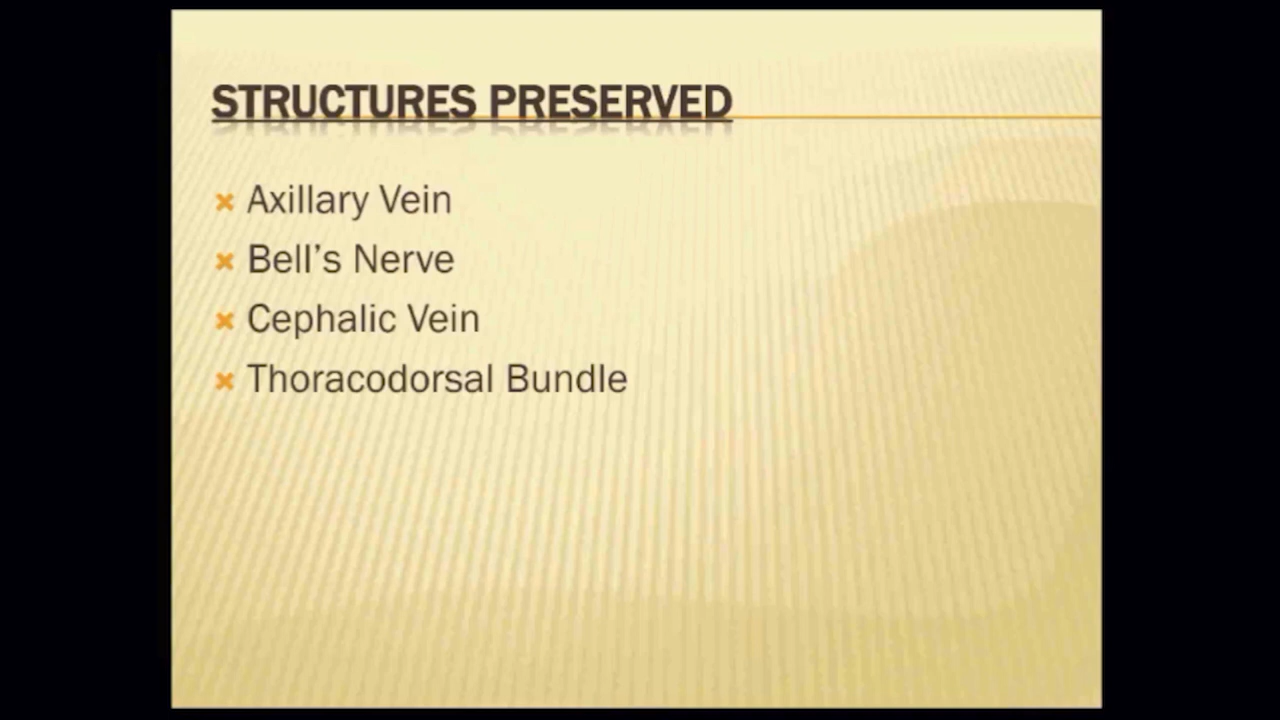 STRUCTURES PRESERVED
Axillary Vein
Bell’s Nerve
Cephalic Vein
Thoracodorsal Bundle